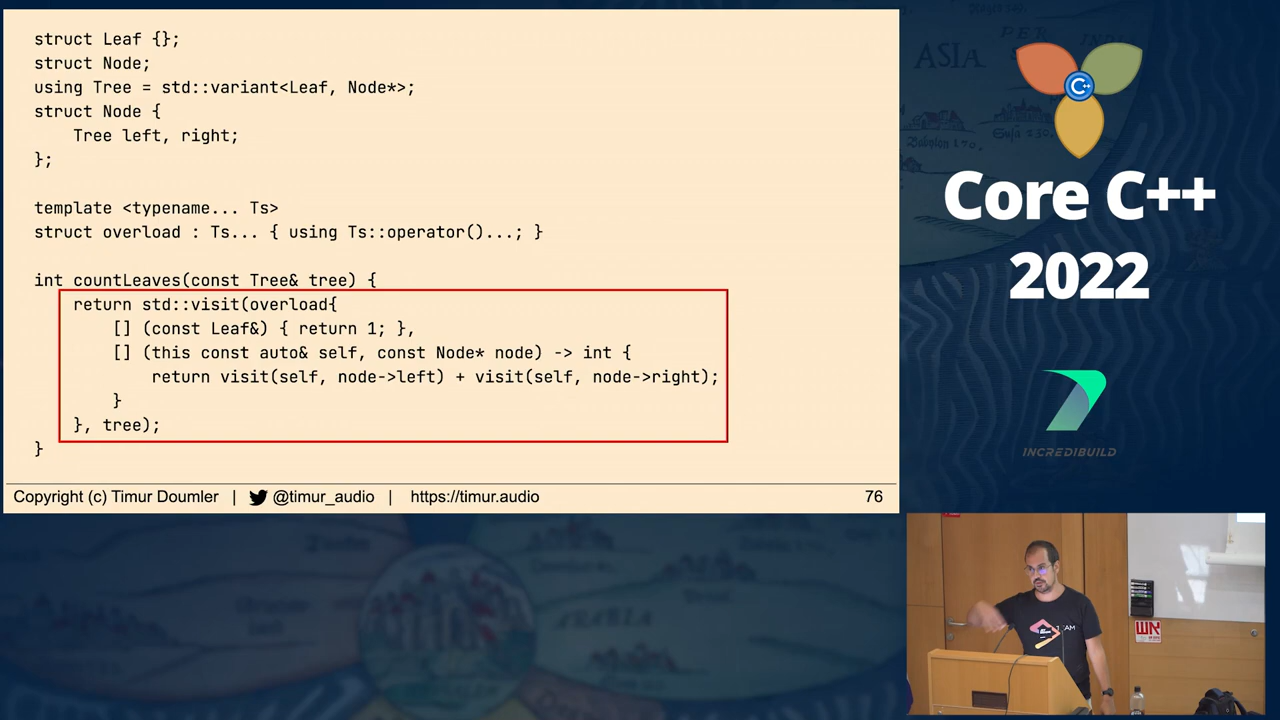 struct Leaf {};
struct Node;
using Tree = std::variant<Leaf, Node*>;
struct Node {
    Tree left, right;
};
template <typename... Ts>
struct overload : Ts... { using Ts::operator()...; }
int countLeaves(const Tree& tree) {
    return std::visit(overload{
        [] (const Leaf&) { return 1; },
        [] (this const auto& self, const Node* node) -> int {
            return visit(self, node->left) + visit(self, node->right);
        }
    }, tree);
}
Copyright (c) Timur Doumler | @timur_audio | https://timur.audio 76
ASIA
C++
Core C++
2022
INCREDIBUILD
ARABIA